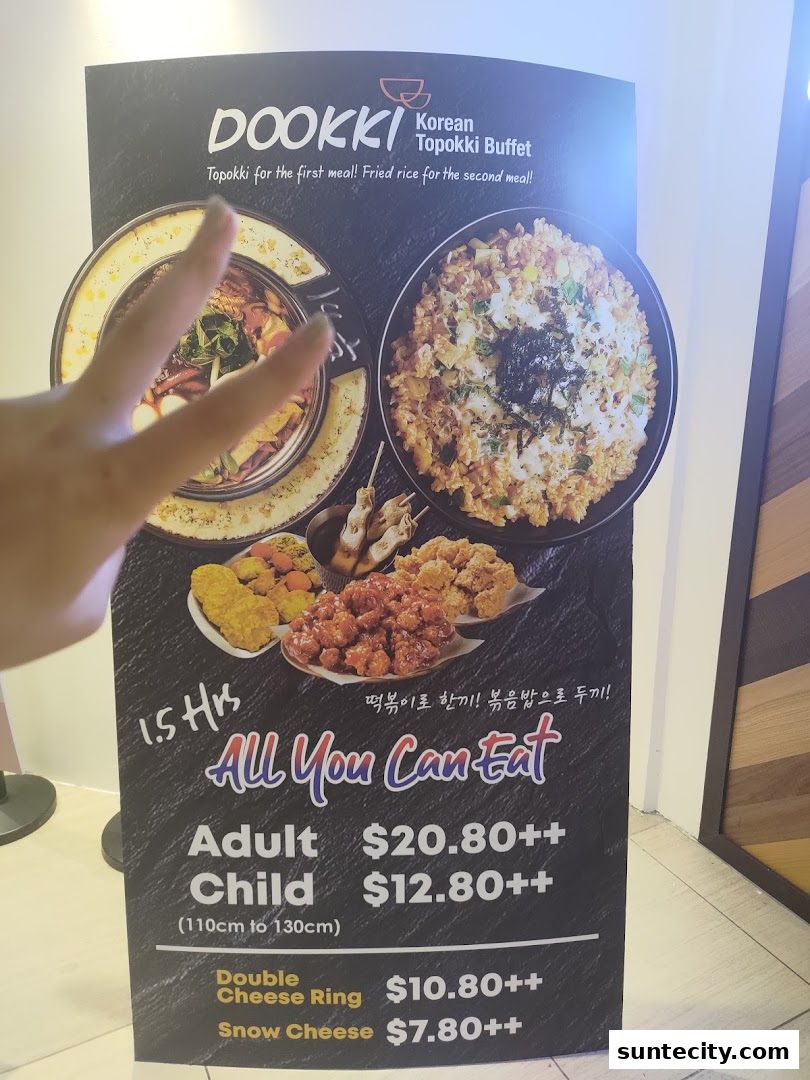 DOOKKI
Korean
Topokki Buffet
Topokki for the first meal! Fried rice for the second meal!
떡볶이로 한끼! 볶음밥으로 두끼!
1.5 Hrs
All You Can Eat
Adult $20.80++
Child $12.80++
(110cm to 130cm)
Double
Cheese Ring $10.80++
Snow Cheese $7.80++
suntecity.com